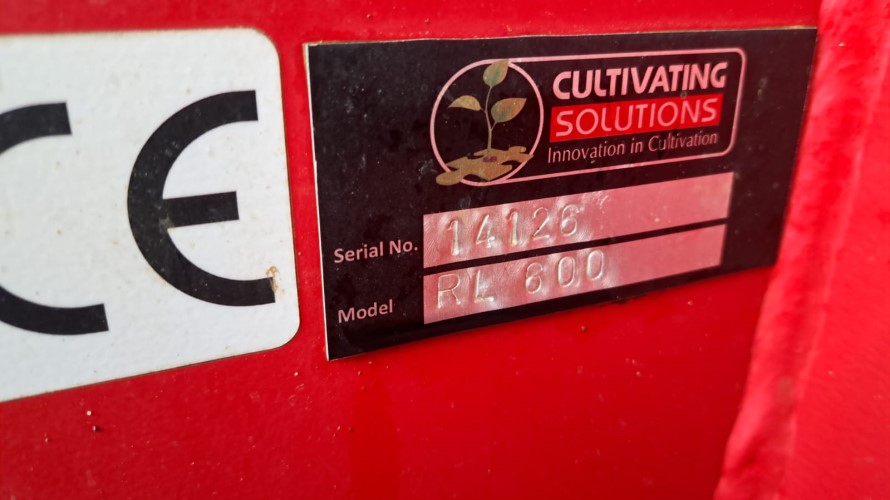 CE
CULTIVATING
SOLUTIONS
Innovation in Cultivation
Serial No. 14126
Model RL 600